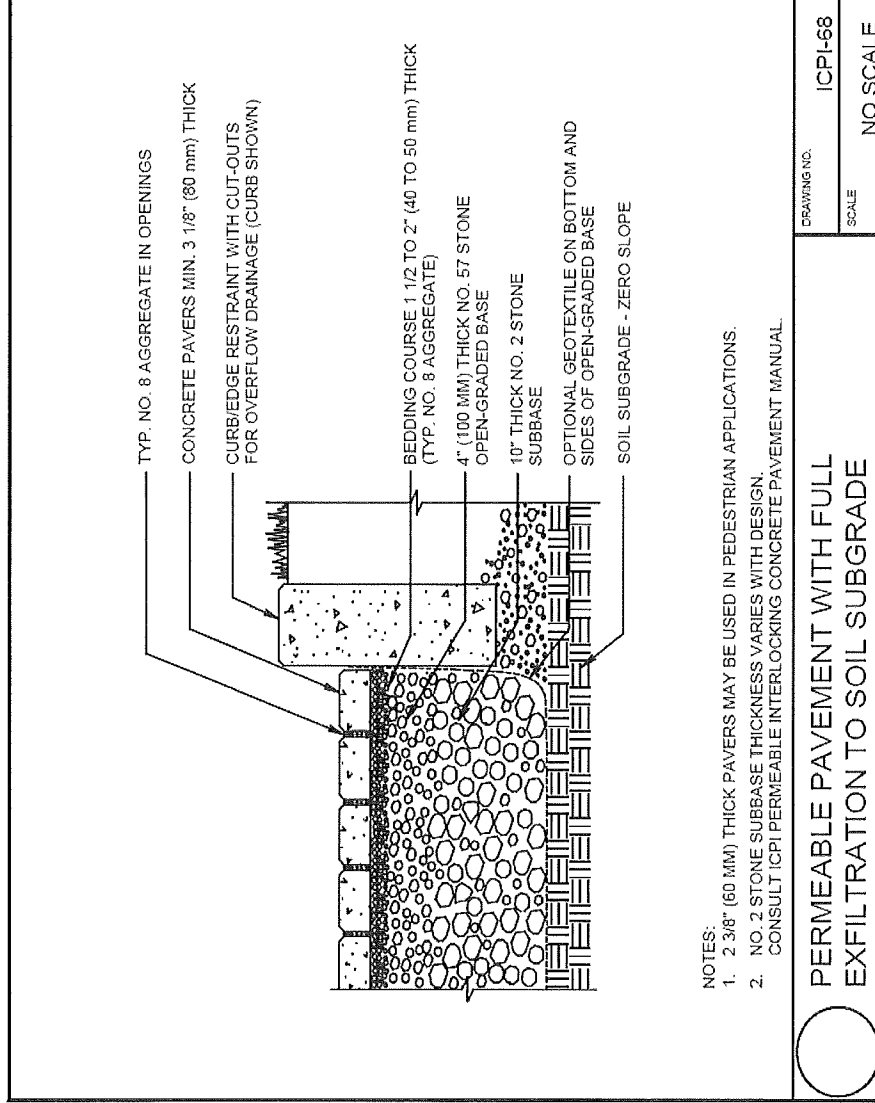 TYP. NO. 8 AGGREGATE IN OPENINGS
CONCRETE PAVERS MIN. 3 1/8" (80 mm) THICK
CURB/EDGE RESTRAINT WITH CUT-OUTS
FOR OVERFLOW DRAINAGE (CURB SHOWN)
BEDDING COURSE 1 1/2 TO 2" (40 TO 50 mm) THICK
(TYP. NO. 8 AGGREGATE)
4" (100 MM) THICK NO. 57 STONE
OPEN-GRADED BASE
10" THICK NO. 2 STONE
SUBBASE
OPTIONAL GEOTEXTILE ON BOTTOM AND
SIDES OF OPEN-GRADED BASE
SOIL SUBGRADE - ZERO SLOPE
NOTES:
1. 2 3/8" (60 MM) THICK PAVERS MAY BE USED IN PEDESTRIAN APPLICATIONS.
2. NO. 2 STONE SUBBASE THICKNESS VARIES WITH DESIGN.
CONSULT ICPI PERMEABLE INTERLOCKING CONCRETE PAVEMENT MANUAL.
PERMEABLE PAVEMENT WITH FULL
EXFILTRATION TO SOIL SUBGRADE
DRAWING NO.
ICPI-68
SCALE
NO SCALE